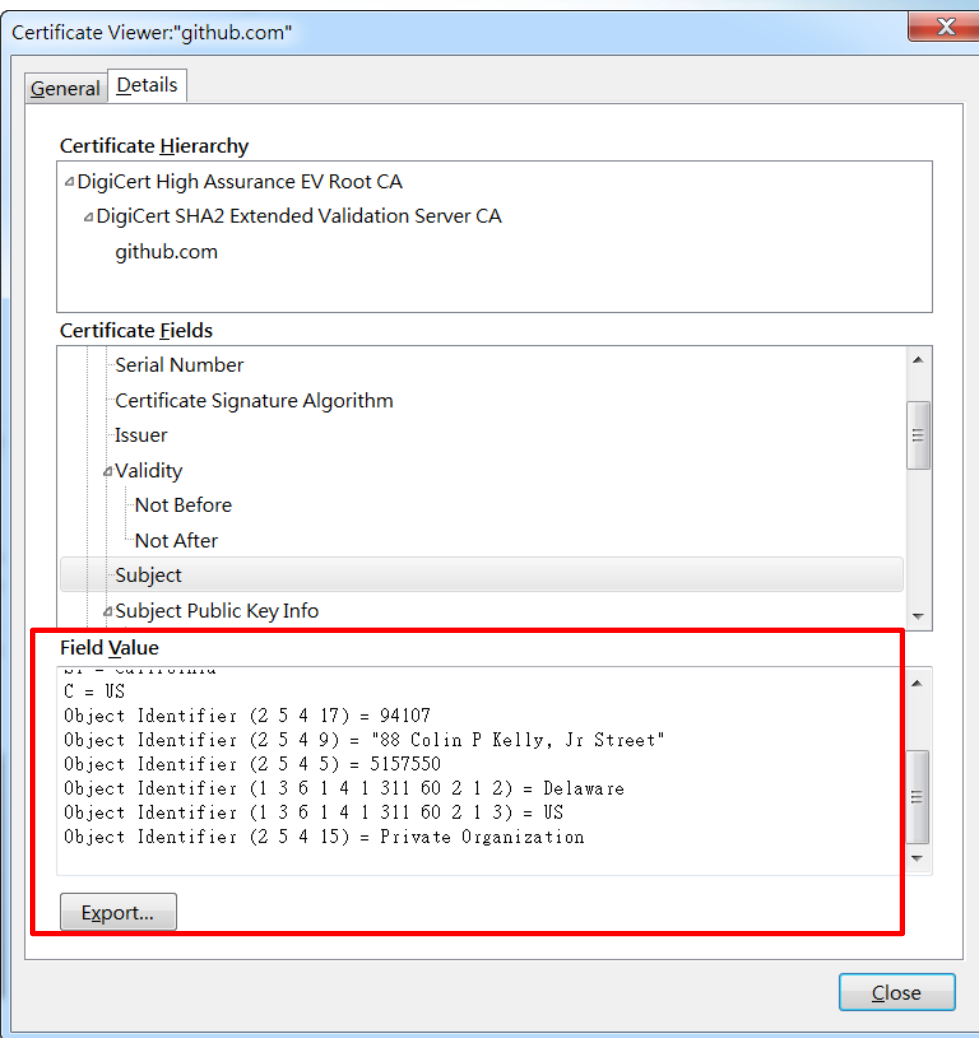 Certificate Viewer:"github.com"
General
Details
Certificate Hierarchy
DigiCert High Assurance EV Root CA
DigiCert SHA2 Extended Validation Server CA
github.com
Certificate Fields
Serial Number
Certificate Signature Algorithm
Issuer
Validity
Not Before
Not After
Subject
Subject Public Key Info
Field Value
ST = California
C = US
Object Identifier (2 5 4 17) = 94107
Object Identifier (2 5 4 9) = "88 Colin P Kelly, Jr Street"
Object Identifier (2 5 4 5) = 5157550
Object Identifier (1 3 6 1 4 1 311 60 2 1 2) = Delaware
Object Identifier (1 3 6 1 4 1 311 60 2 1 3) = US
Object Identifier (2 5 4 15) = Private Organization
Export...
Close